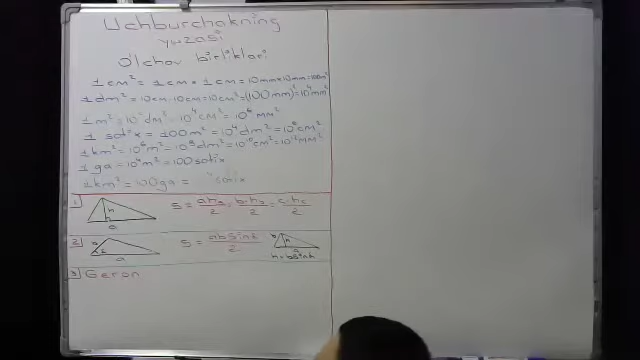 Uchburchakning
yuzasi
O'lchov birliklari
1 cm² = 1 cm · 1 cm = 10 mm · 10 mm = 100 mm²
1 dm² = 10 cm · 10 cm = 10 cm² = (100 mm)² = 10⁴ mm²
1 m² = 10² dm² = 10⁴ cm² = 10⁶ mm²
1 sotix = 100 m² = 10⁴ dm² = 10⁶ cm²
1 km² = 10⁶ m² = 10⁸ dm² = 10¹⁰ cm² = 10¹² mm²
1 ga = 10⁴ m² = 100 sotix
1 km² = 100 ga = sotix
1 h a S = ah/2 = b·h/2 = c·h/2
2 a S = ab sin/2 b h a
h = b sin
3 Geron